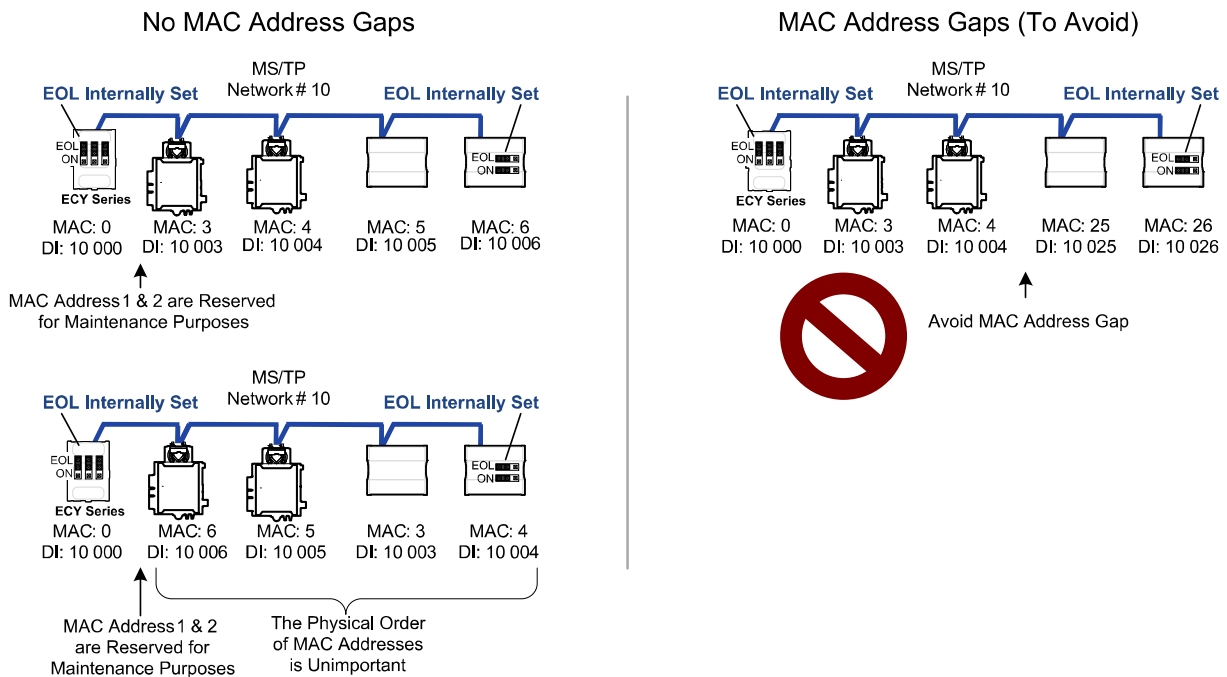 No MAC Address Gaps
MS/TP
Network # 10
EOL Internally Set
EOL Internally Set
EOL
ON
EOL
ON
ECY Series
MAC: 0
DI: 10 000
MAC: 3
DI: 10 003
MAC: 4
DI: 10 004
MAC: 5
DI: 10 005
MAC: 6
DI: 10 006
MAC Address 1 & 2 are Reserved
for Maintenance Purposes
MS/TP
Network # 10
EOL Internally Set
EOL Internally Set
EOL
ON
EOL
ON
ECY Series
MAC: 0
DI: 10 000
MAC: 6
DI: 10 006
MAC: 5
DI: 10 005
MAC: 3
DI: 10 003
MAC: 4
DI: 10 004
MAC Address 1 & 2
are Reserved for
Maintenance Purposes
The Physical Order
of MAC Addresses
is Unimportant
MAC Address Gaps (To Avoid)
MS/TP
Network # 10
EOL Internally Set
EOL Internally Set
EOL
ON
EOL
ON
ECY Series
MAC: 0
DI: 10 000
MAC: 3
DI: 10 003
MAC: 4
DI: 10 004
MAC: 25
DI: 10 025
MAC: 26
DI: 10 026
Avoid MAC Address Gap